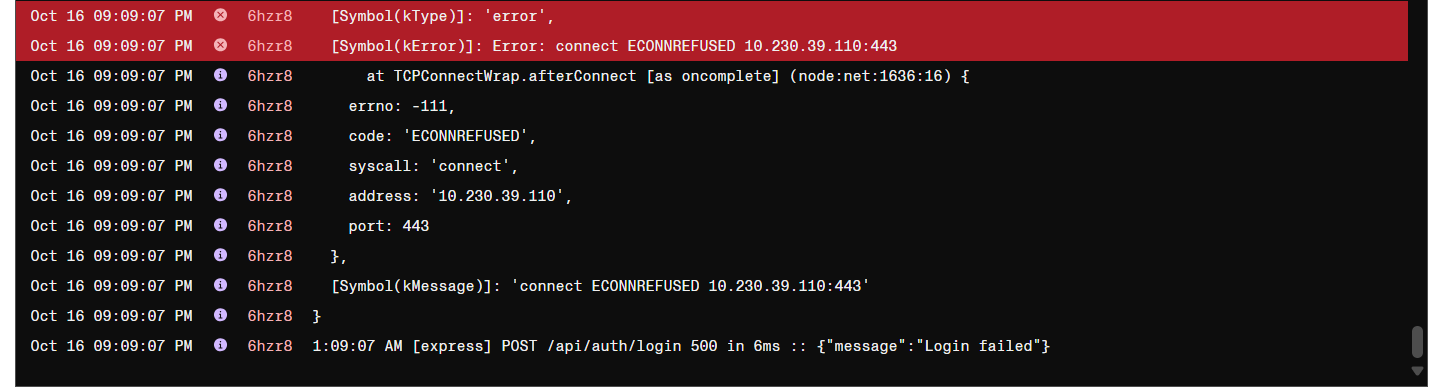 Oct 16 09:09:07 PM 6hzr8 [Symbol(kType)]: 'error',
Oct 16 09:09:07 PM 6hzr8 [Symbol(kError)]: Error: connect ECONNREFUSED 10.230.39.110:443
Oct 16 09:09:07 PM i 6hzr8 at TCPConnectWrap.afterConnect [as oncomplete] (node:net:1636:16) {
Oct 16 09:09:07 PM i 6hzr8 errno: -111,
Oct 16 09:09:07 PM i 6hzr8 code: 'ECONNREFUSED',
Oct 16 09:09:07 PM i 6hzr8 syscall: 'connect',
Oct 16 09:09:07 PM i 6hzr8 address: '10.230.39.110',
Oct 16 09:09:07 PM i 6hzr8 port: 443
Oct 16 09:09:07 PM i 6hzr8 },
Oct 16 09:09:07 PM i 6hzr8 [Symbol(kMessage)]: 'connect ECONNREFUSED 10.230.39.110:443'
Oct 16 09:09:07 PM i 6hzr8 }
Oct 16 09:09:07 PM i 6hzr8 1:09:07 AM [express] POST /api/auth/login 500 in 6ms :: {"message":"Login failed"}